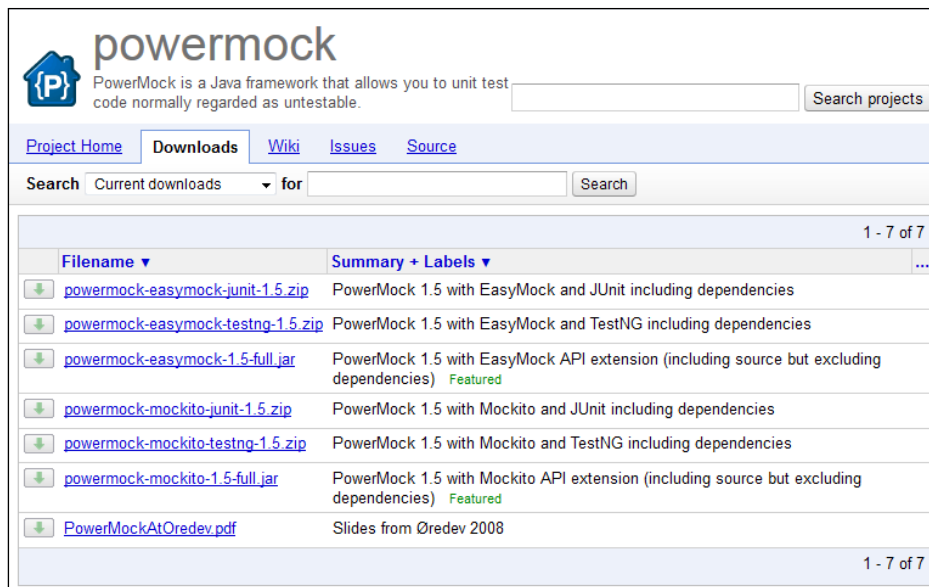 powermock
{P}
PowerMock is a Java framework that allows you to unit test
code normally regarded as untestable.
Search projects
Project Home Downloads Wiki Issues Source
Search Current downloads for Search
1 - 7 of 7
Filename ▼ Summary + Labels ▼ ...
powermock-easymock-junit-1.5.zip PowerMock 1.5 with EasyMock and JUnit including dependencies
powermock-easymock-testng-1.5.zip PowerMock 1.5 with EasyMock and TestNG including dependencies
powermock-easymock-1.5-full.jar PowerMock 1.5 with EasyMock API extension (including source but excluding
dependencies) Featured
powermock-mockito-junit-1.5.zip PowerMock 1.5 with Mockito and JUnit including dependencies
powermock-mockito-testng-1.5.zip PowerMock 1.5 with Mockito and TestNG including dependencies
powermock-mockito-1.5-full.jar PowerMock 1.5 with Mockito API extension (including source but excluding
dependencies) Featured
PowerMockAtOredev.pdf Slides from Øredev 2008
1 - 7 of 7